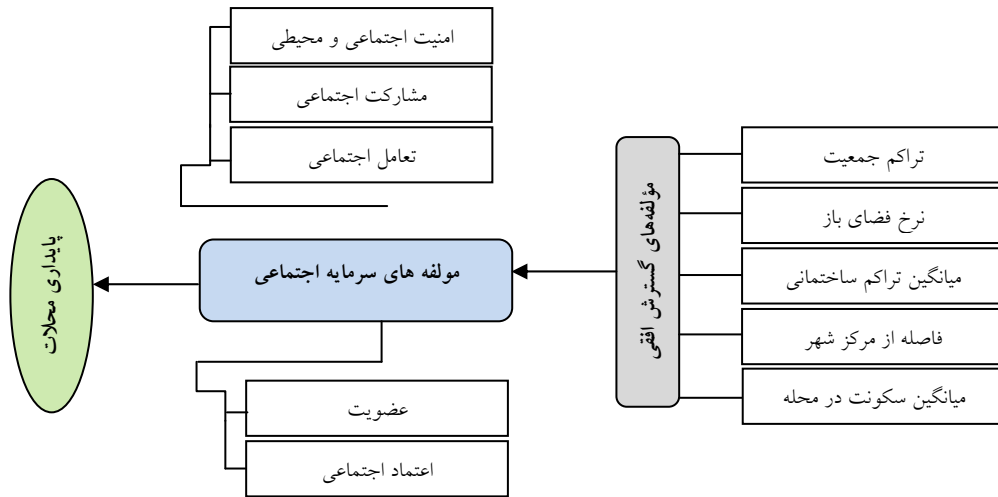 تراکم جمعیت
نرخ فضای باز
میانگین تراکم ساختمانی
فاصله از مرکز شهر
میانگین سکونت در محله
مؤلفه‌های گسترش افقی
امنیت اجتماعی و محیطی
مشارکت اجتماعی
تعامل اجتماعی
مولفه های سرمایه اجتماعی
عضویت
اعتماد اجتماعی
پایداری محلات